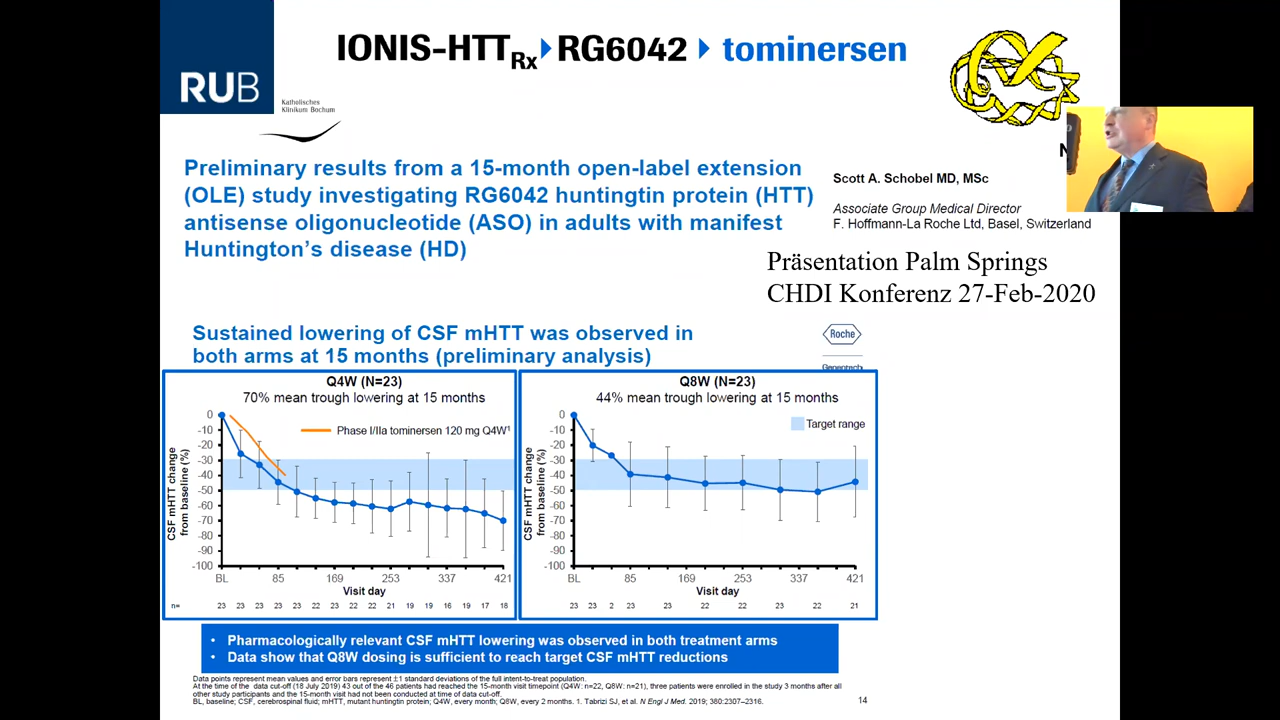 IONIS-HTTRx RG6042 tominersen
RUB
Katholisches
Klinikum Bochum
Preliminary results from a 15-month open-label extension
(OLE) study investigating RG6042 huntingtin protein (HTT)
antisense oligonucleotide (ASO) in adults with manifest
Huntington's disease (HD)
N
Scott A. Schobel MD, MSc
Associate Group Medical Director
F. Hoffmann-La Roche Ltd, Basel, Switzerland
Präsentation Palm Springs
CHDI Konferenz 27-Feb-2020
Sustained lowering of CSF mHTT was observed in
both arms at 15 months (preliminary analysis)
Roche
Genentech
Q4W (N=23)
70% mean trough lowering at 15 months
Phase I/IIa tominersen 120 mg Q4W¹
CSF mHTT change
from baseline (%)
0
-10
-20
-30
-40
-50
-60
-70
-80
-90
-100
BL 85 169 253 337 421
Visit day
n= 23 23 23 23 23 22 23 22 22 21 19 19 16 19 17 18
Q8W (N=23)
44% mean trough lowering at 15 months
Target range
CSF mHTT change
from baseline (%)
0
-10
-20
-30
-40
-50
-60
-70
-80
-90
-100
BL 85 169 253 337 421
Visit day
23 23 2 23 23 22 22 23 22 21
• Pharmacologically relevant CSF mHTT lowering was observed in both treatment arms
• Data show that Q8W dosing is sufficient to reach target CSF mHTT reductions
Data points represent mean values and error bars represent ±1 standard deviations of the full intent-to-treat population.
At the time of the data cut-off (18 July 2019) 43 out of the 46 patients had reached the 15-month visit timepoint (Q4W: n=22, Q8W: n=21), three patients were enrolled in the study 3 months after all
other study participants and the 15-month visit had not been conducted at time of data cut-off.
BL, baseline; CSF, cerebrospinal fluid; mHTT, mutant huntingtin protein; Q4W, every month; Q8W, every 2 months. 1. Tabrizi SJ, et al. N Engl J Med. 2019; 380:2307–2316.
14